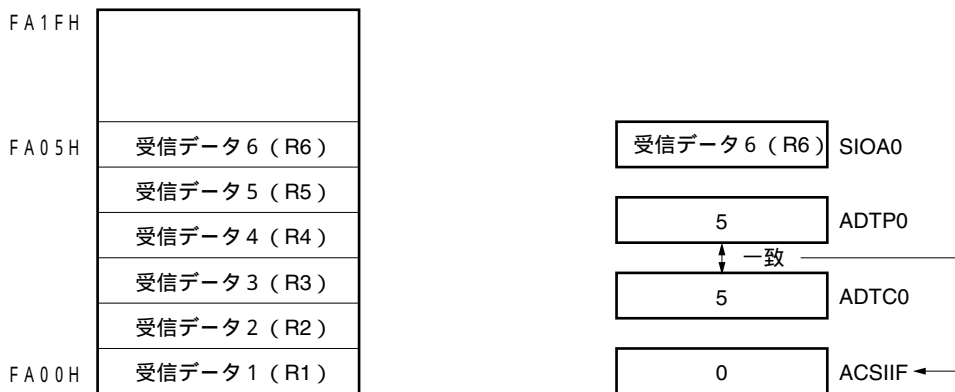 FA1FH
FA05H
受信データ6（R6）
受信データ5（R5）
受信データ4（R4）
受信データ3（R3）
受信データ2（R2）
FA00H
受信データ1（R1）
受信データ6（R6）
SIOA0
5
ADTP0
一致
5
ADTC0
0
ACSIIF